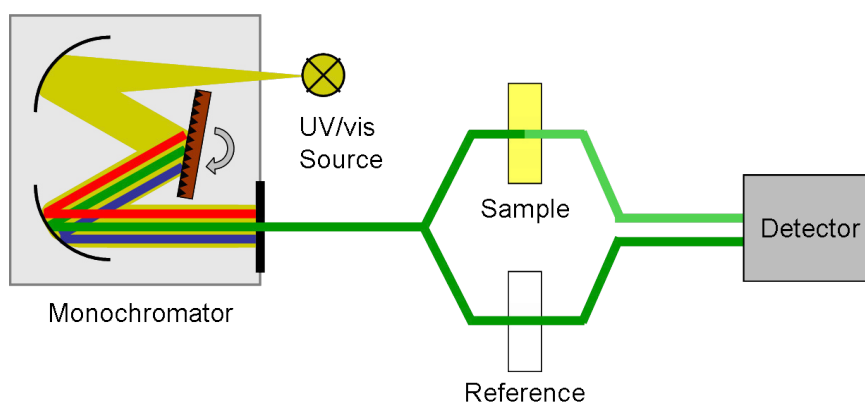 UV/vis
Source
Sample
Detector
Monochromator
Reference